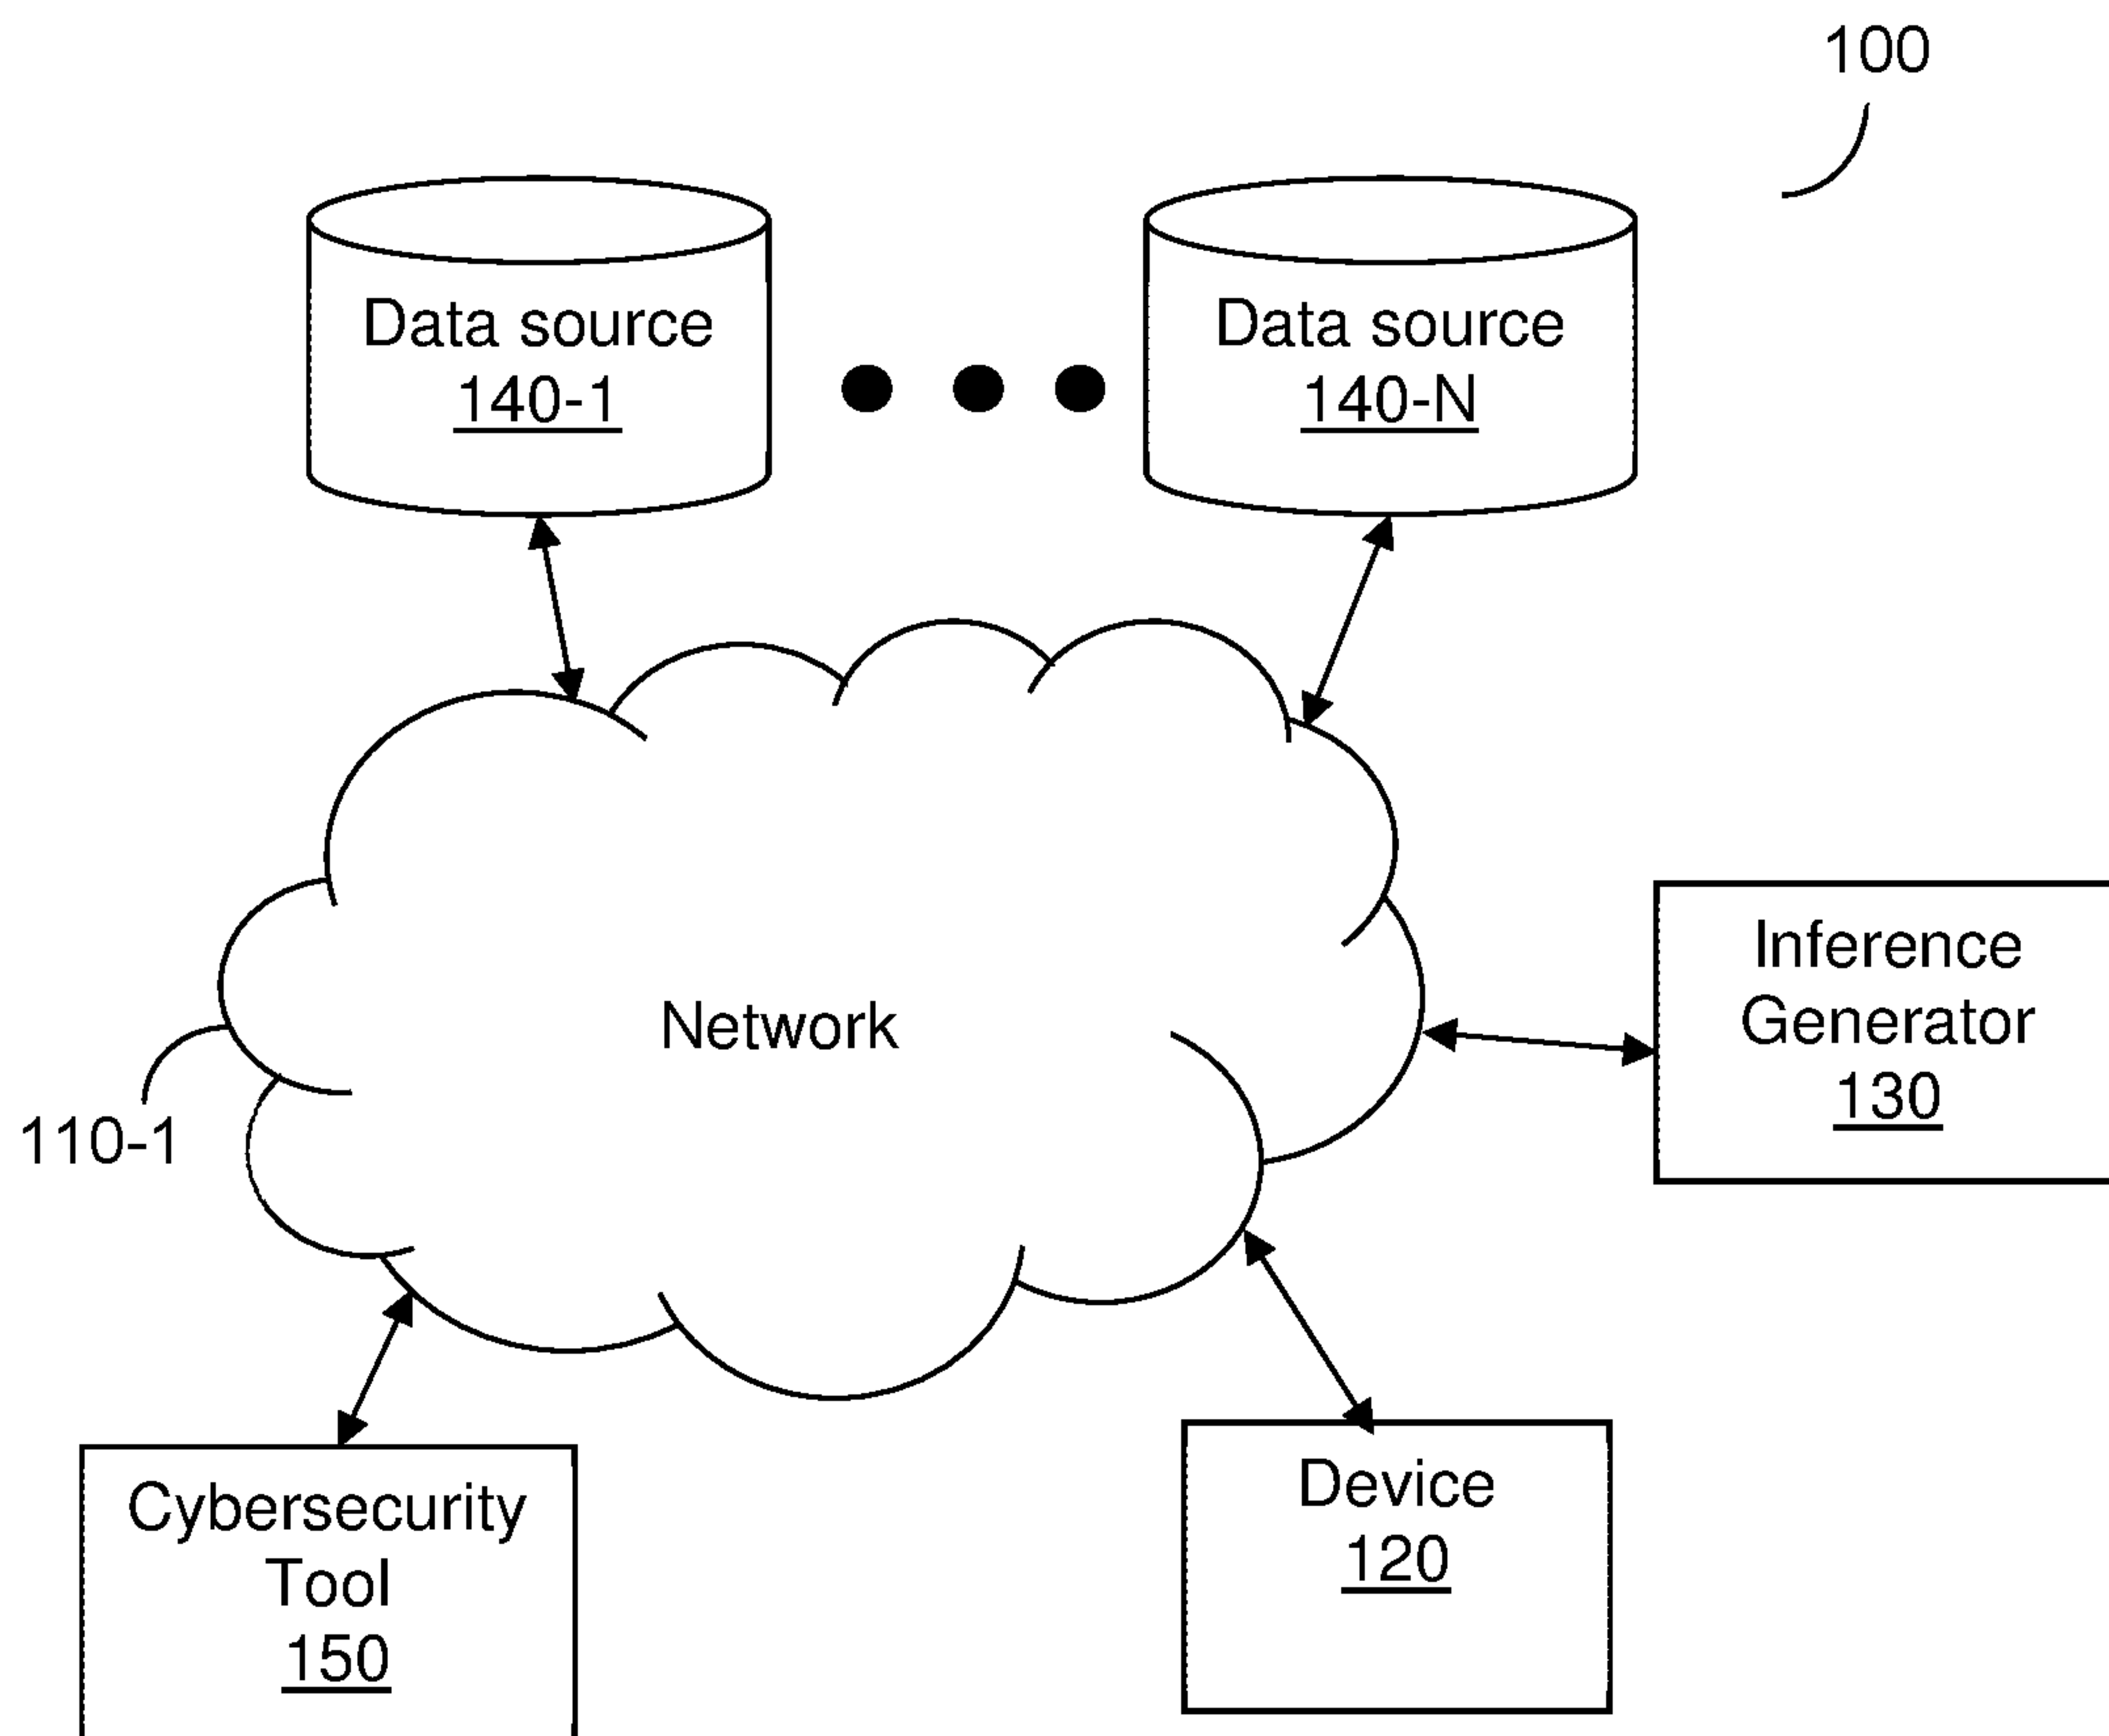 100
Data source
140-1
Data source
140-N
Network
110-1
Inference
Generator
130
Cybersecurity
Tool
150
Device
120